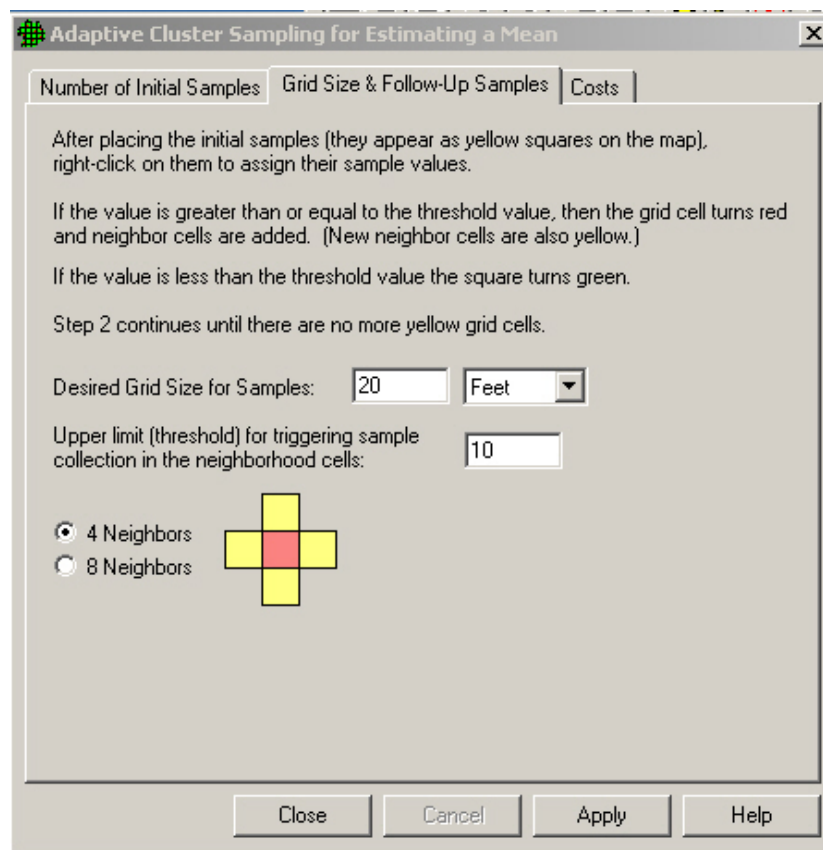 Adaptive Cluster Sampling for Estimating a Mean
Number of Initial Samples Grid Size & Follow-Up Samples Costs
After placing the initial samples (they appear as yellow squares on the map),
right-click on them to assign their sample values.
If the value is greater than or equal to the threshold value, then the grid cell turns red
and neighbor cells are added. (New neighbor cells are also yellow.)
If the value is less than the threshold value the square turns green.
Step 2 continues until there are no more yellow grid cells.
Desired Grid Size for Samples: 20 Feet
Upper limit (threshold) for triggering sample
collection in the neighborhood cells: 10
4 Neighbors
8 Neighbors
Close Cancel Apply Help